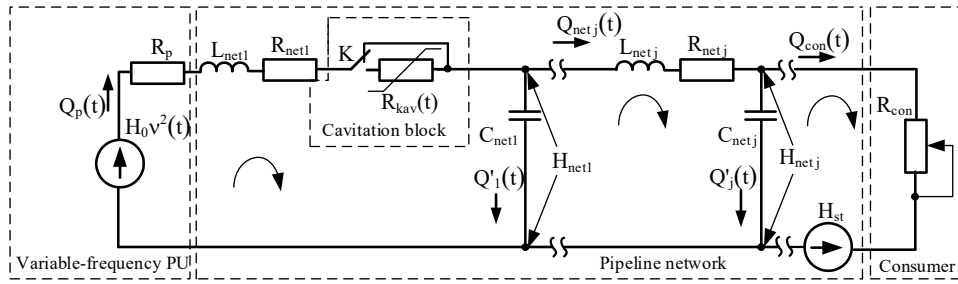 Q_net j(t)
R_p
L_net1
R_net1
K
L_net j
R_net j
Q_con(t)
Q_p(t)
R_kav(t)
R_con
H_0ν²(t)
Cavitation block
C_net1
H_net1
C_net j
H_net j
Q'_1(t)
Q'_j(t)
H_st
Variable-frequency PU
Pipeline network
Consumer